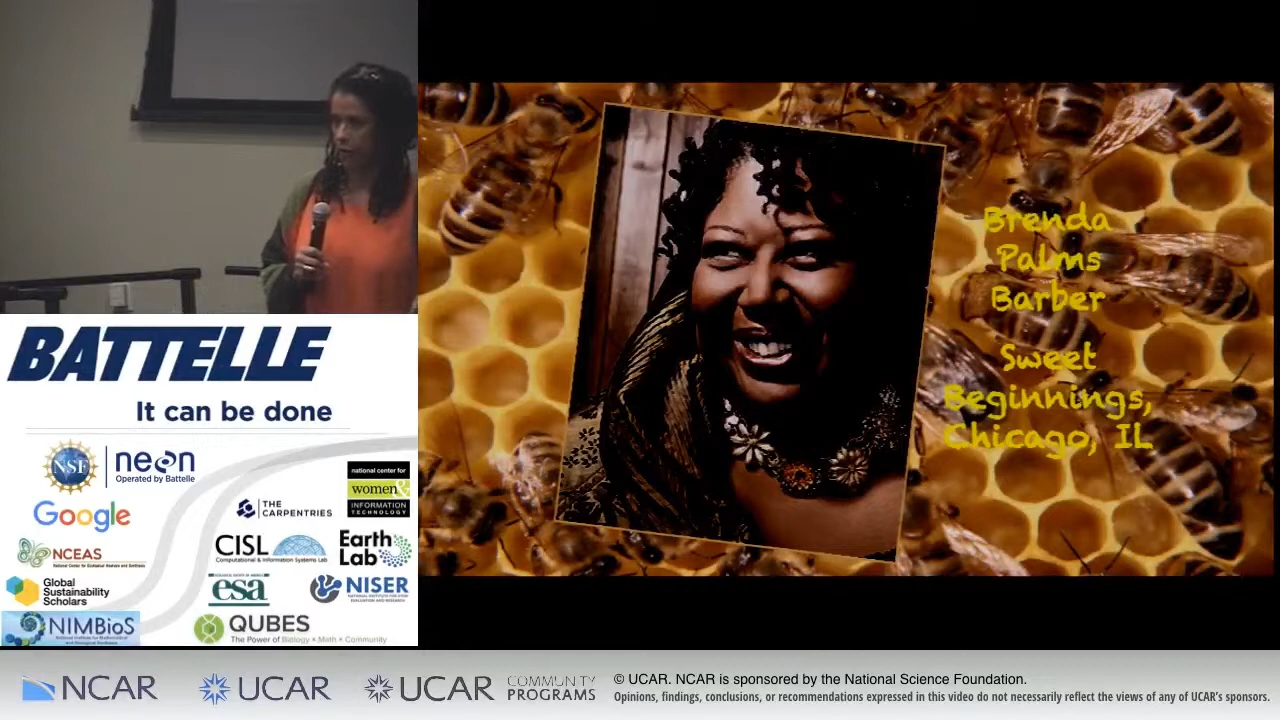 Brenda
Palms
Barber
Sweet
Beginnings,
Chicago, IL
BATTELLE
It can be done
NSF
neon
Operated by Battelle
Google
THE
CARPENTRIES
national center for
women&
INFORMATION
TECHNOLOGY
NCEAS
CISL
Computational & Information Systems Lab
Earth
Lab
Global
Sustainability
Scholars
esa
NISER
NIMBioS
QUBES
The Power of Biology × Math × Community
NCAR
UCAR
UCAR
COMMUNITY
PROGRAMS
© UCAR. NCAR is sponsored by the National Science Foundation.
Opinions, findings, conclusions, or recommendations expressed in this video do not necessarily reflect the views of any of UCAR's sponsors.